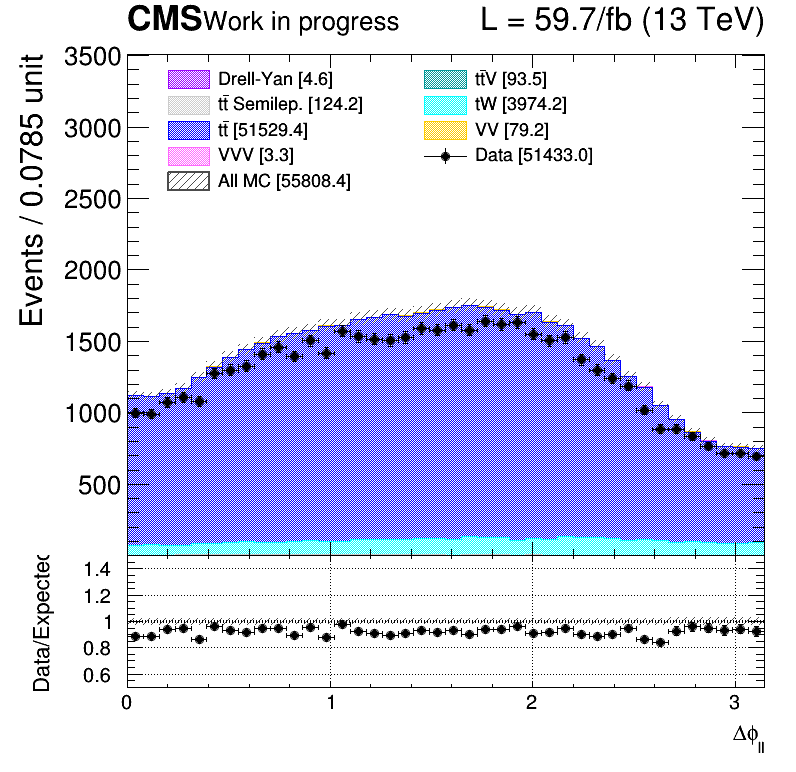 CMS Work in progress L = 59.7/fb (13 TeV)
Events / 0.0785 unit
3500
3000
2500
2000
1500
1000
500
Drell-Yan [4.6]
tt̄ Semilep. [124.2]
tt̄ [51529.4]
VVV [3.3]
All MC [55808.4]
tt̄V [93.5]
tW [3974.2]
VV [79.2]
Data [51433.0]
Data/Expected
1.4
1.2
1
0.8
0.6
0 1 2 3
Δϕ_ll